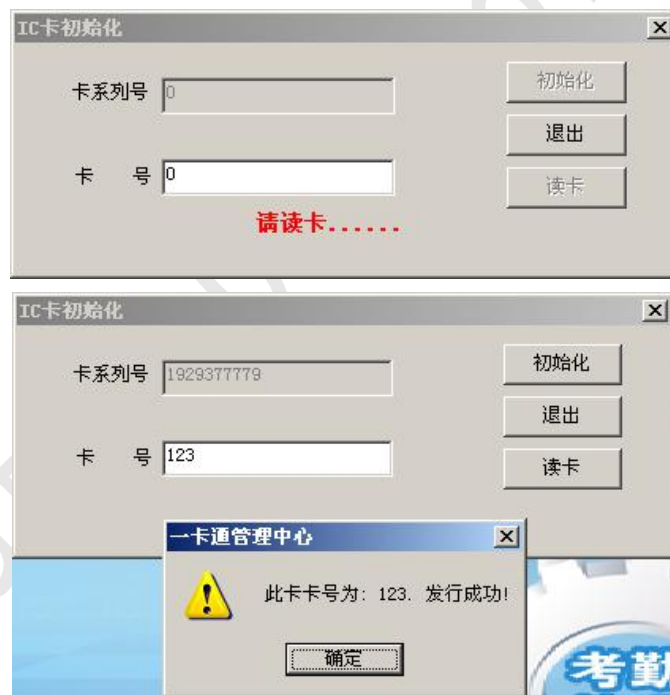 IC卡初始化
卡系列号 0 初始化
退出
卡 号 0 读卡
请读卡......
IC卡初始化
卡系列号 1929377779 初始化
退出
卡 号 123 读卡
一卡通管理中心
此卡卡号为: 123. 发行成功!
确定
考勤